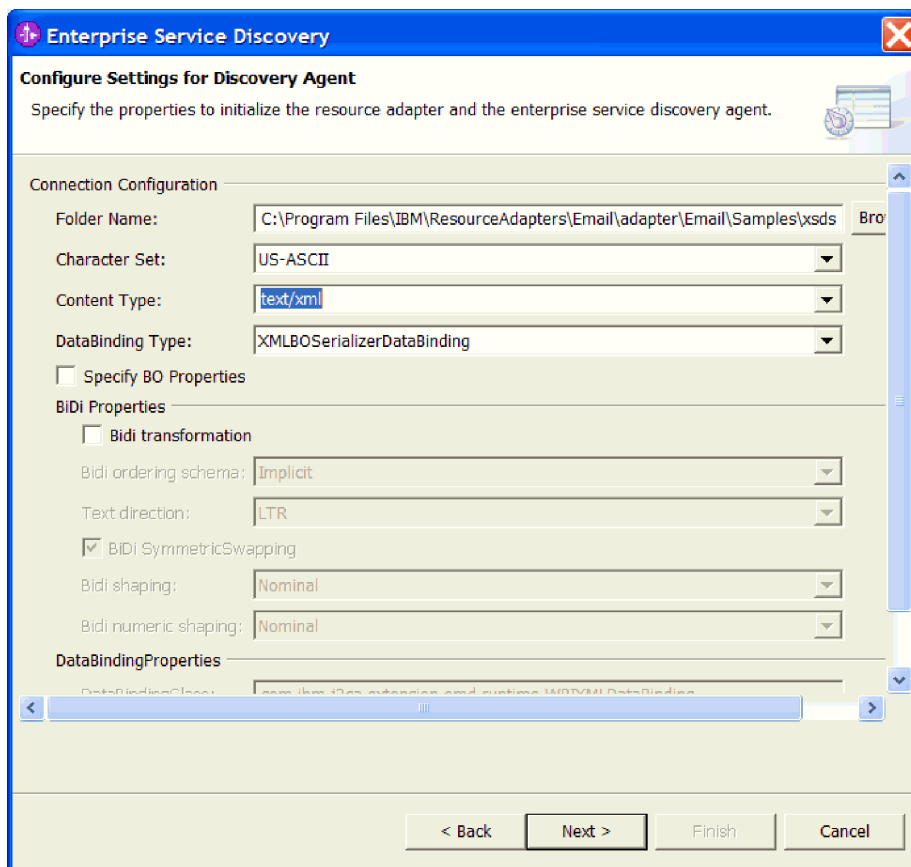 Enterprise Service Discovery
Configure Settings for Discovery Agent
Specify the properties to initialize the resource adapter and the enterprise service discovery agent.
Connection Configuration
Folder Name: C:\Program Files\IBM\ResourceAdapters\Email\adapter\Email\Samples\xsds Bro
Character Set: US-ASCII
Content Type: text/xml
DataBinding Type: XMLBOSerializerDataBinding
Specify BO Properties
BiDi Properties
Bidi transformation
Bidi ordering schema: Implicit
Text direction: LTR
BiDi SymmetricSwapping
Bidi shaping: Nominal
Bidi numeric shaping: Nominal
DataBindingProperties
< Back Next > Finish Cancel